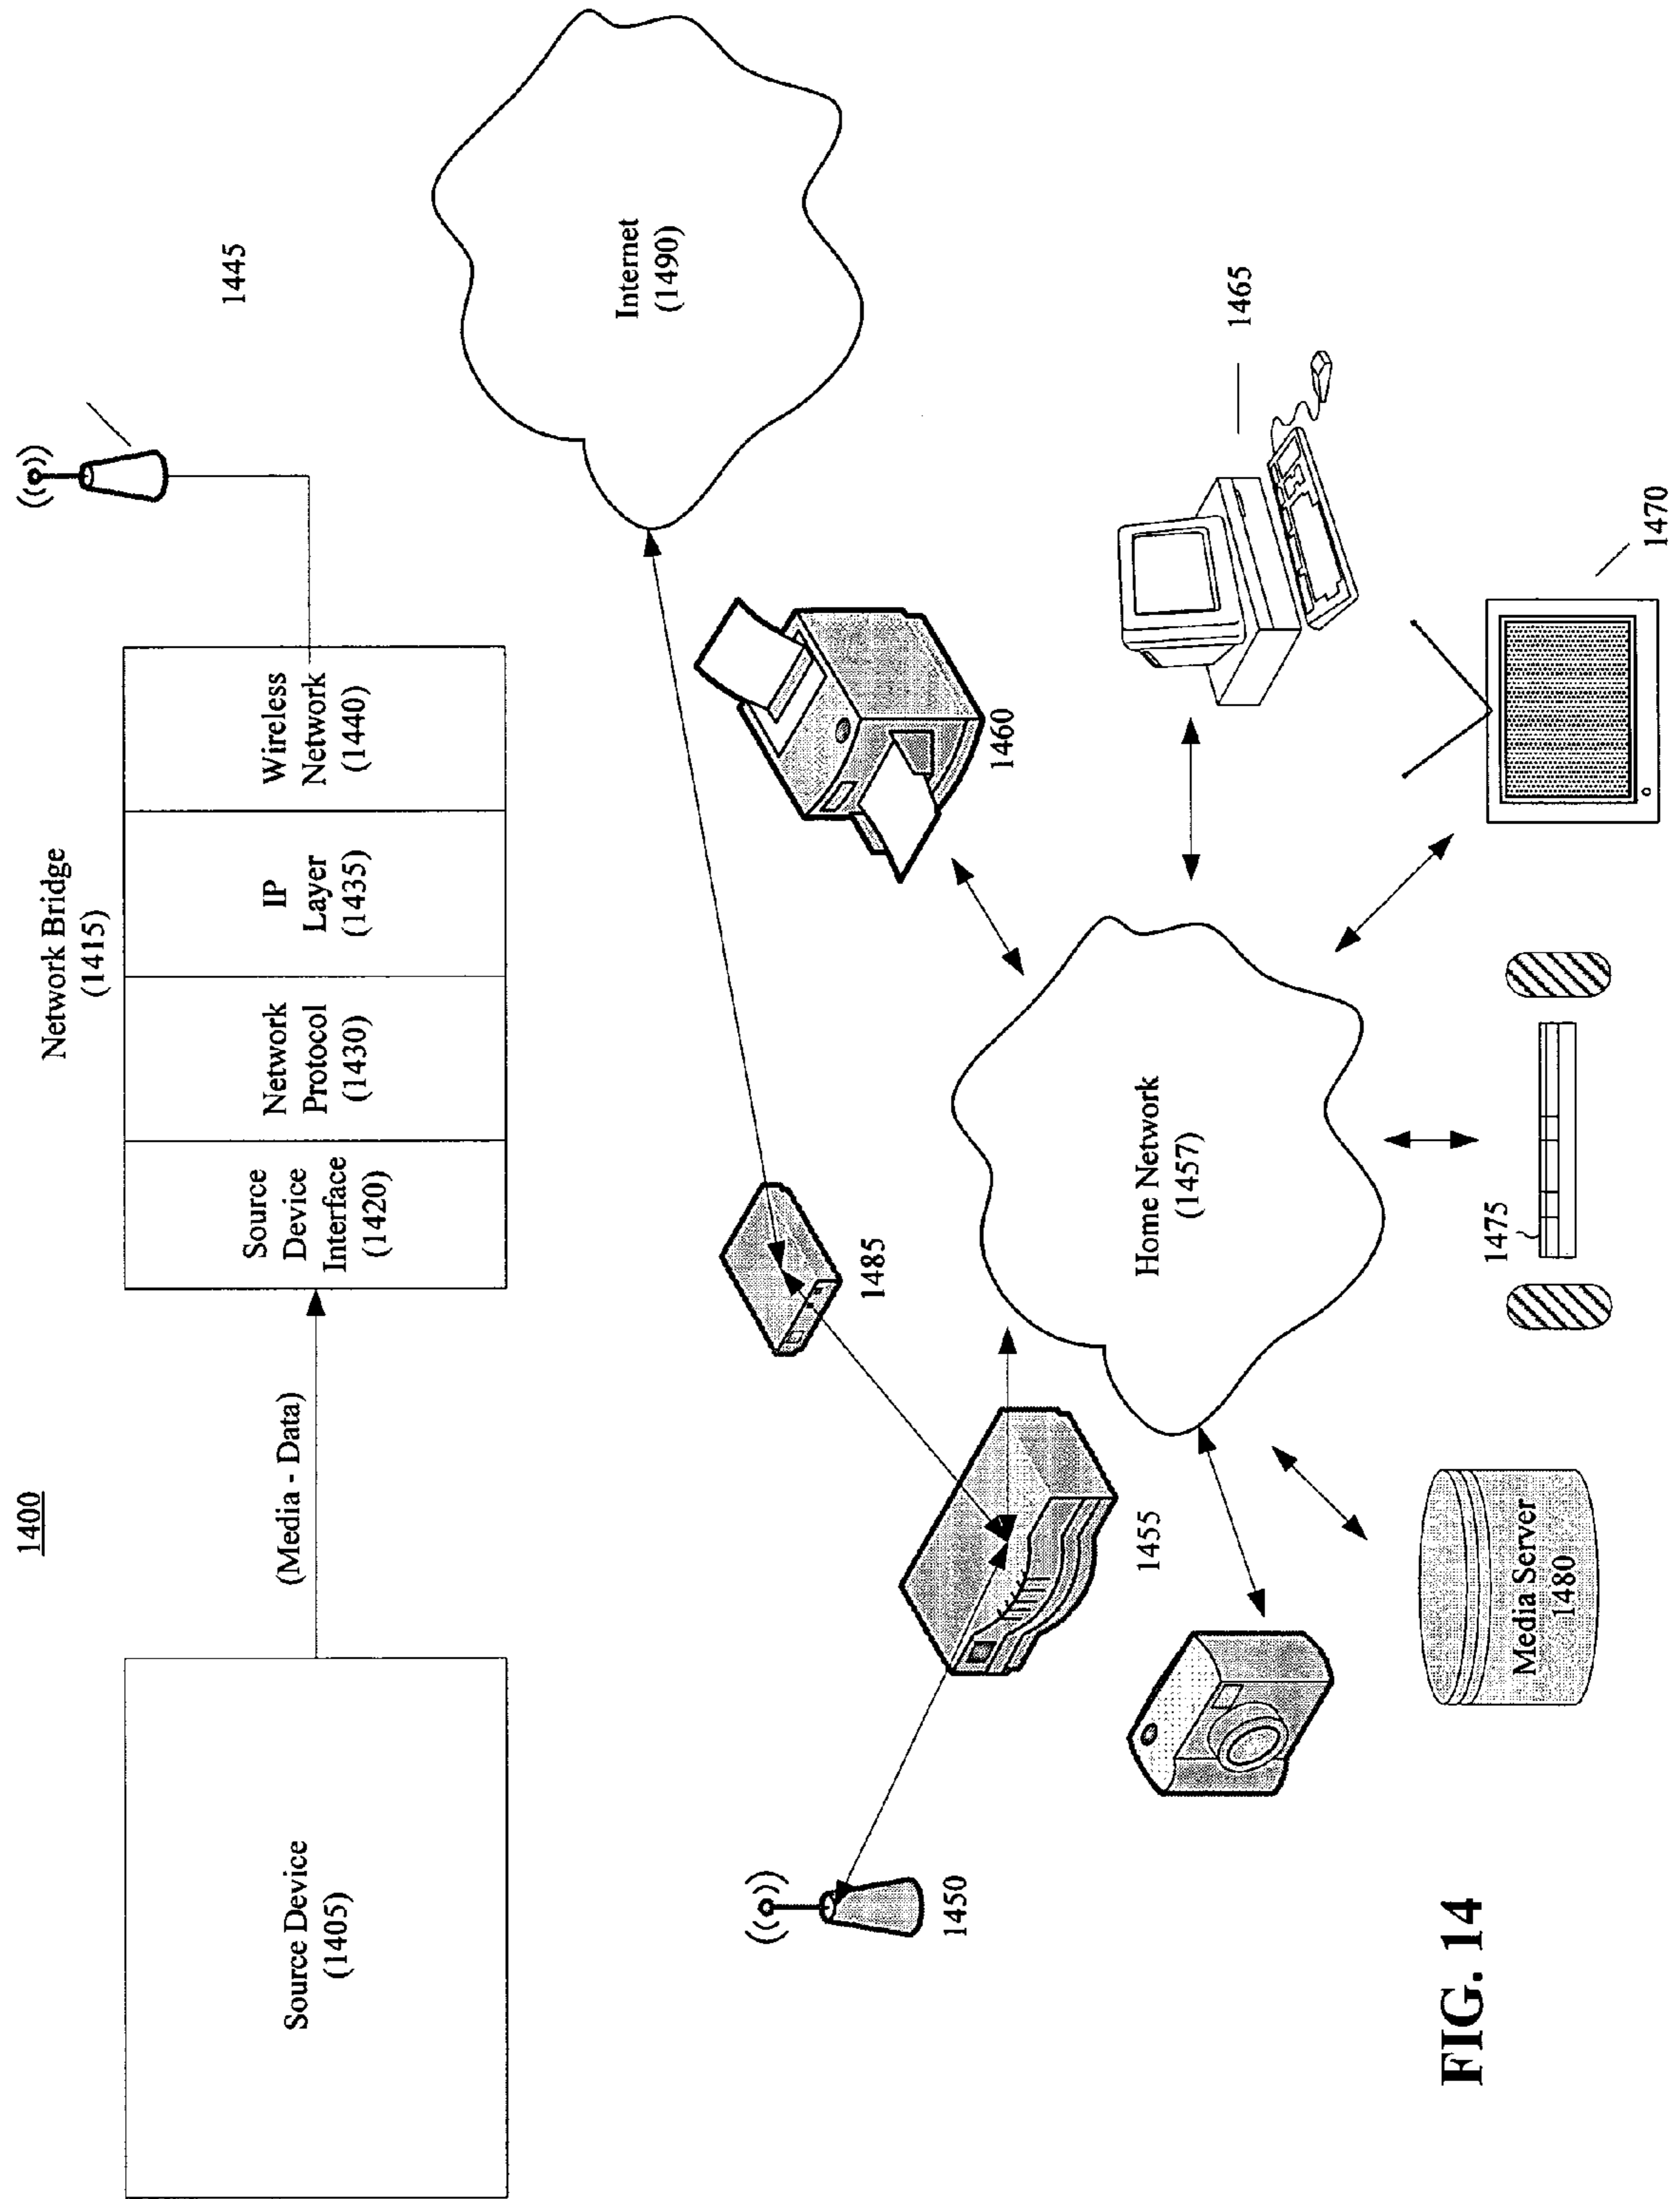 1400
Network Bridge
(1415)
Source Device
(1405)
(Media - Data)
Source
Device
Interface
(1420)
Network
Protocol
(1430)
IP
Layer
(1435)
Wireless
Network
(1440)
1445
1450
1455
1485
1460
Internet
(1490)
Home Network
(1457)
1465
1470
1475
Media Server
1480
FIG. 14